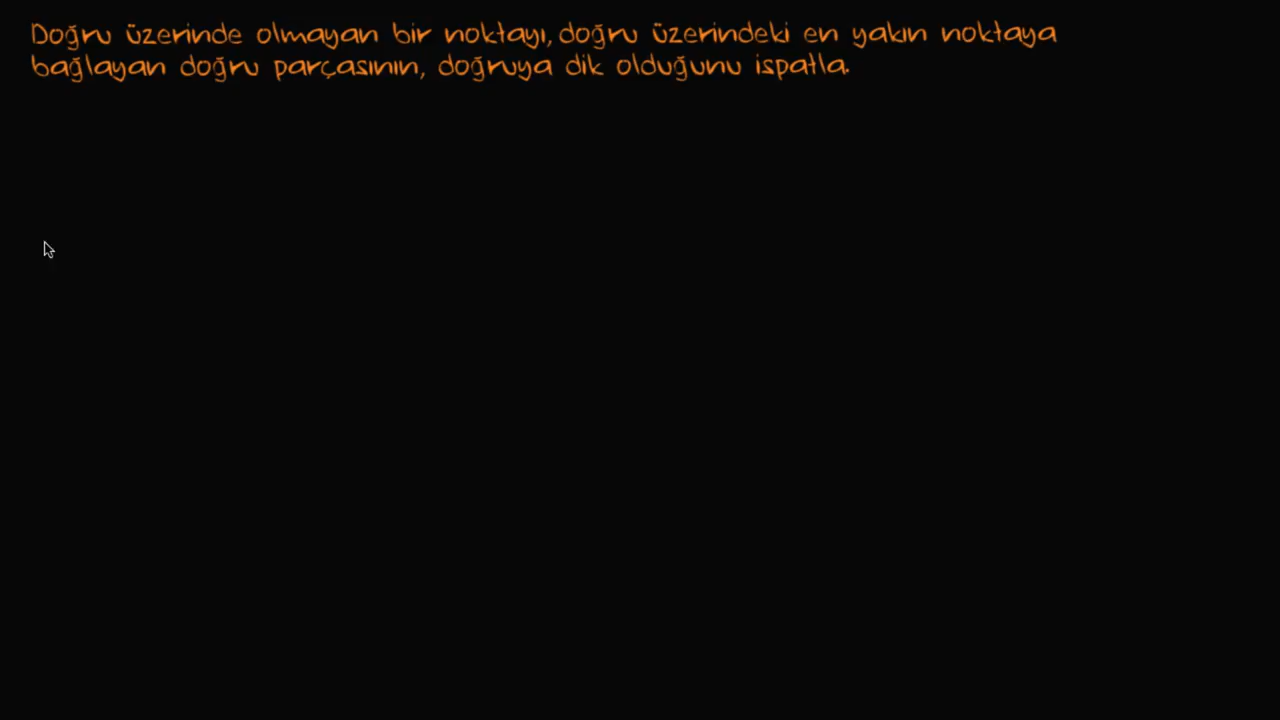 Doğru üzerinde olmayan bir noktayı, doğru üzerindeki en yakın noktaya
bağlayan doğru parçasının, doğruya dik olduğunu ispatla.